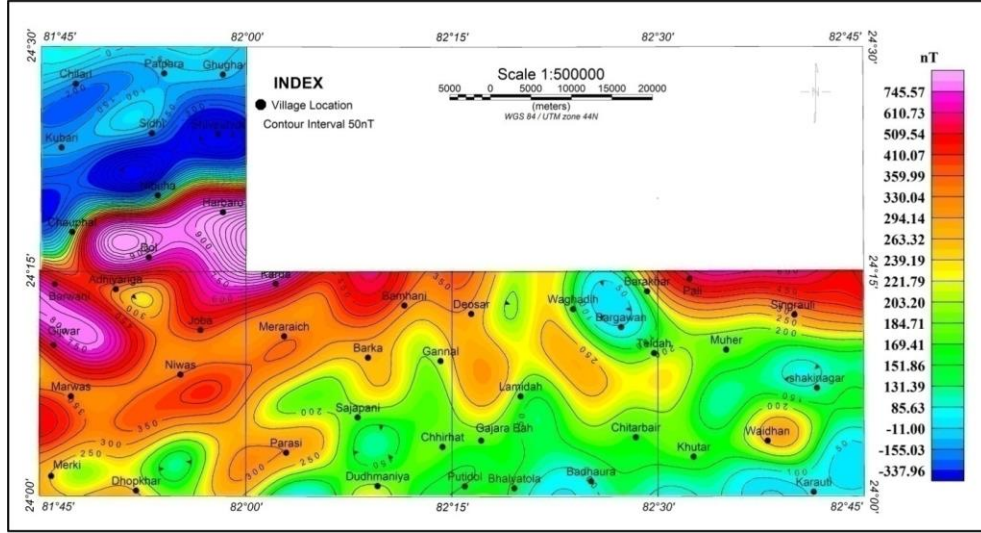 81°45' 82°00' 82°15' 82°30' 82°45'
24°30' 24°30'
nT
Patpara Ghughar
Chilari
INDEX
Village Location
Contour Interval 50nT
Scale 1:500000
5000 0 5000 10000 15000 20000
(meters)
WGS 84 / UTM zone 44N
N
Sidhi
Kubari
Harbaro
Chauphal
Dol
24°15' 24°15'
Adhiyariga
Barwahi
Bamhani Deosar Waghadih Barakhar
Pali
Singrauli
Bargawan
Joba
Gijwar
Meraraich
Barka Gannal
Teldah Muher
Niwas
Marwas
Lamidah
shaktinagar
Sajapani
Gajara Bah
Chhirhat
Chitarbair
Waidhan
Parasi
Khutar
Merki
Dhopkhar
Dudhmaniya Putidol Bhalyatola Badhaura
Karauti
24°00' 24°00'
81°45' 82°00' 82°15' 82°30' 82°45'
745.57
610.73
509.54
410.07
359.99
330.04
294.14
263.32
239.19
221.79
203.20
184.71
169.41
151.86
131.39
85.63
-11.00
-155.03
-337.96